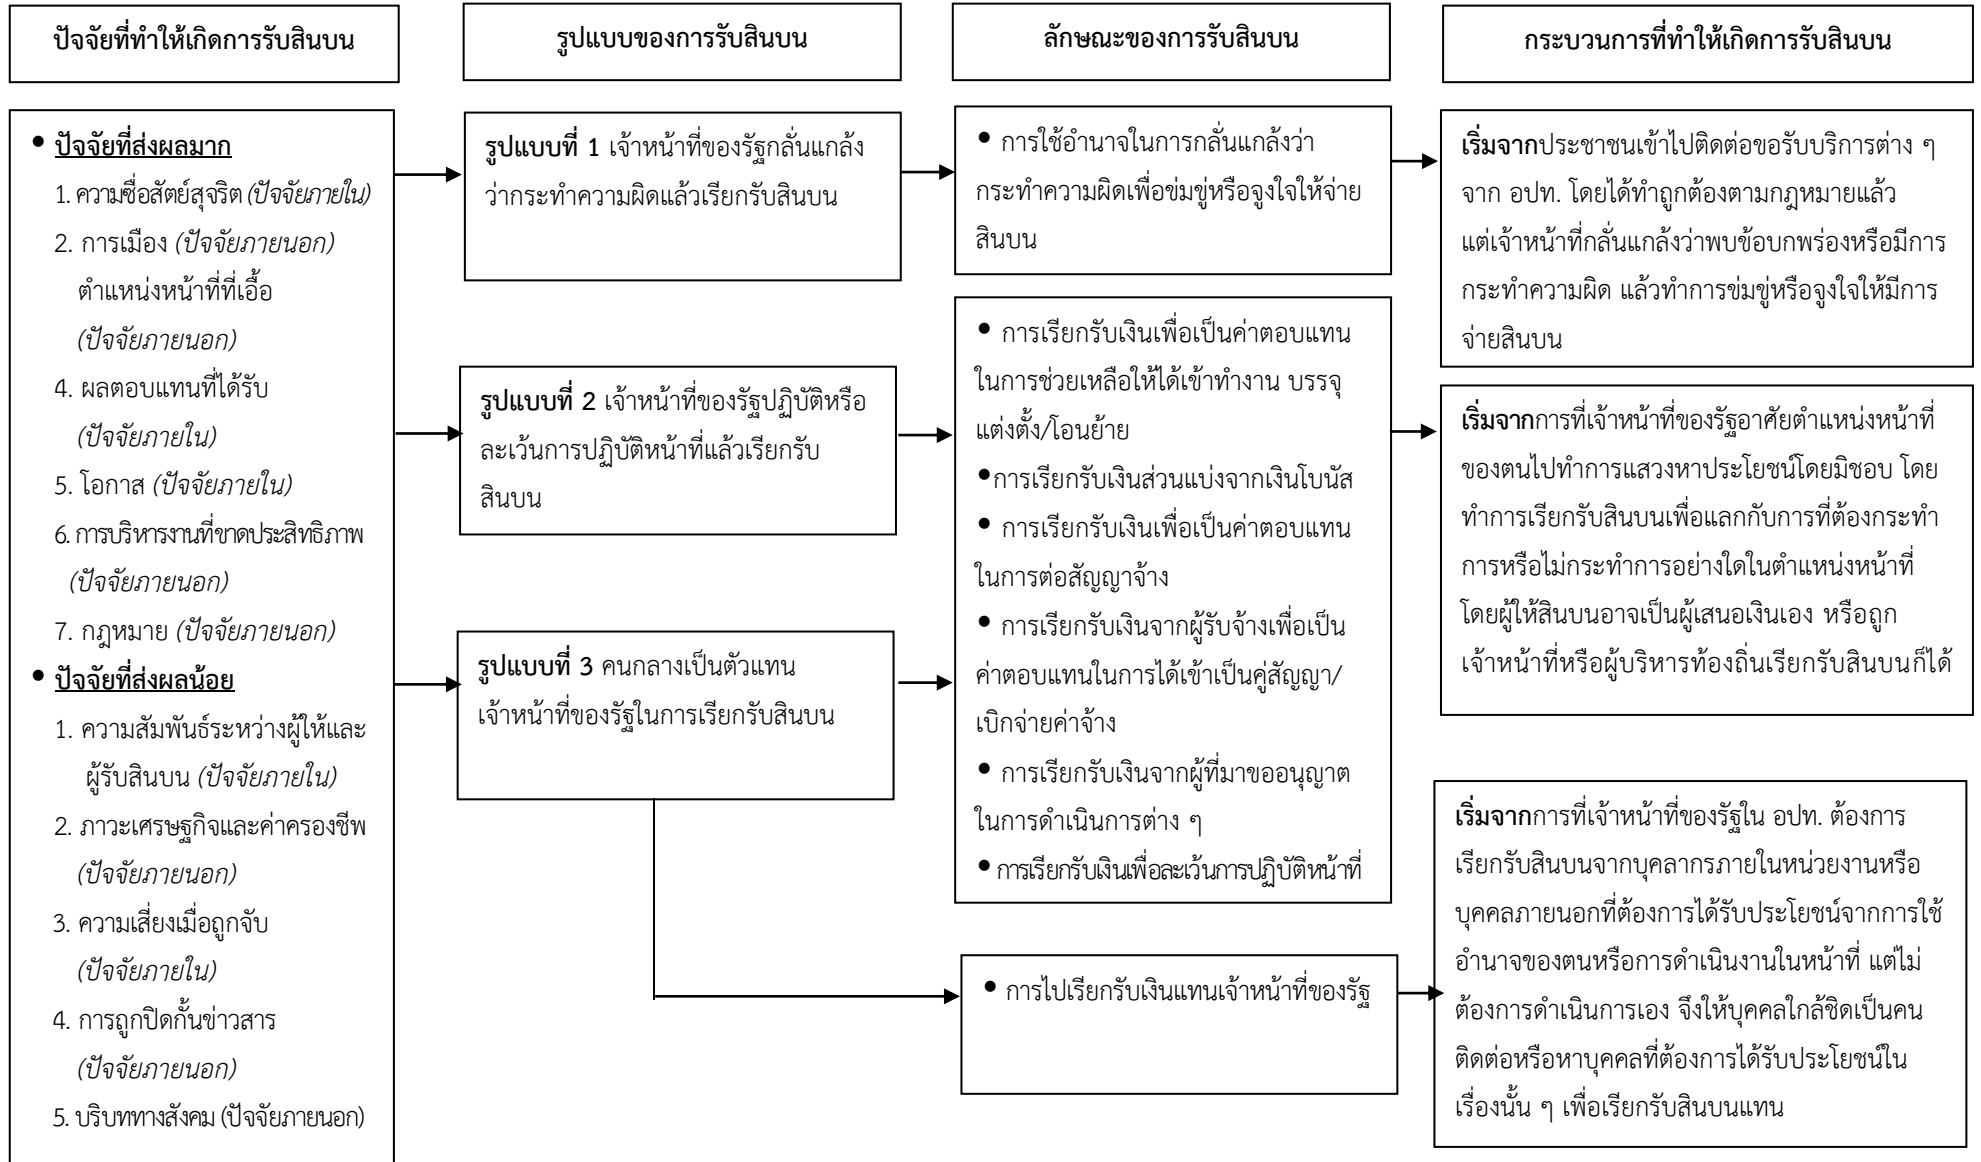 ปัจจัยที่ทำให้เกิดการรับสินบน
รูปแบบของการรับสินบน
ลักษณะของการรับสินบน
กระบวนการที่ทำให้เกิดการรับสินบน
• ปัจจัยที่ส่งผลมาก
1. ความซื่อสัตย์สุจริต (ปัจจัยภายใน)
2. การเมือง (ปัจจัยภายนอก)
ตำแหน่งหน้าที่ที่เอื้อ
(ปัจจัยภายนอก)
4. ผลตอบแทนที่ได้รับ
(ปัจจัยภายใน)
5. โอกาส (ปัจจัยภายใน)
6. การบริหารงานที่ขาดประสิทธิภาพ
(ปัจจัยภายนอก)
7. กฎหมาย (ปัจจัยภายนอก)
• ปัจจัยที่ส่งผลน้อย
1. ความสัมพันธ์ระหว่างผู้ให้และ
ผู้รับสินบน (ปัจจัยภายใน)
2. ภาวะเศรษฐกิจและค่าครองชีพ
(ปัจจัยภายนอก)
3. ความเสี่ยงเมื่อถูกจับ
(ปัจจัยภายใน)
4. การถูกปิดกั้นข่าวสาร
(ปัจจัยภายนอก)
5. บริบททางสังคม (ปัจจัยภายนอก)
รูปแบบที่ 1 เจ้าหน้าที่ของรัฐกลั่นแกล้ง
ว่ากระทำความผิดแล้วเรียกรับสินบน
รูปแบบที่ 2 เจ้าหน้าที่ของรัฐปฏิบัติหรือ
ละเว้นการปฏิบัติหน้าที่แล้วเรียกรับ
สินบน
รูปแบบที่ 3 คนกลางเป็นตัวแทน
เจ้าหน้าที่ของรัฐในการเรียกรับสินบน
• การใช้อำนาจในการกลั่นแกล้งว่า
กระทำความผิดเพื่อข่มขู่หรือจูงใจให้จ่าย
สินบน
• การเรียกรับเงินเพื่อเป็นค่าตอบแทน
ในการช่วยเหลือให้ได้เข้าทำงาน บรรจุ
แต่งตั้ง/โอนย้าย
•การเรียกรับเงินส่วนแบ่งจากเงินโบนัส
• การเรียกรับเงินเพื่อเป็นค่าตอบแทน
ในการต่อสัญญาจ้าง
• การเรียกรับเงินจากผู้รับจ้างเพื่อเป็น
ค่าตอบแทนในการได้เข้าเป็นคู่สัญญา/
เบิกจ่ายค่าจ้าง
• การเรียกรับเงินจากผู้ที่มาขออนุญาต
ในการดำเนินการต่าง ๆ
• การเรียกรับเงินเพื่อละเว้นการปฏิบัติหน้าที่
• การไปเรียกรับเงินแทนเจ้าหน้าที่ของรัฐ
เริ่มจากประชาชนเข้าไปติดต่อขอรับบริการต่าง ๆ
จาก อปท. โดยได้ทำถูกต้องตามกฎหมายแล้ว
แต่เจ้าหน้าที่กลั่นแกล้งว่าพบข้อบกพร่องหรือมีการ
กระทำความผิด แล้วทำการข่มขู่หรือจูงใจให้มีการ
จ่ายสินบน
เริ่มจากการที่เจ้าหน้าที่ของรัฐอาศัยตำแหน่งหน้าที่
ของตนไปทำการแสวงหาประโยชน์โดยมิชอบ โดย
ทำการเรียกรับสินบนเพื่อแลกกับการที่ต้องกระทำ
การหรือไม่กระทำการอย่างใดในตำแหน่งหน้าที่
โดยผู้ให้สินบนอาจเป็นผู้เสนอเงินเอง หรือถูก
เจ้าหน้าที่หรือผู้บริหารท้องถิ่นเรียกรับสินบนก็ได้
เริ่มจากการที่เจ้าหน้าที่ของรัฐใน อปท. ต้องการ
เรียกรับสินบนจากบุคลากรภายในหน่วยงานหรือ
บุคคลภายนอกที่ต้องการได้รับประโยชน์จากการใช้
อำนาจของตนหรือการดำเนินงานในหน้าที่ แต่ไม่
ต้องการดำเนินการเอง จึงให้บุคคลใกล้ชิดเป็นคน
ติดต่อหรือหาบุคคลที่ต้องการได้รับประโยชน์ใน
เรื่องนั้น ๆ เพื่อเรียกรับสินบนแทน